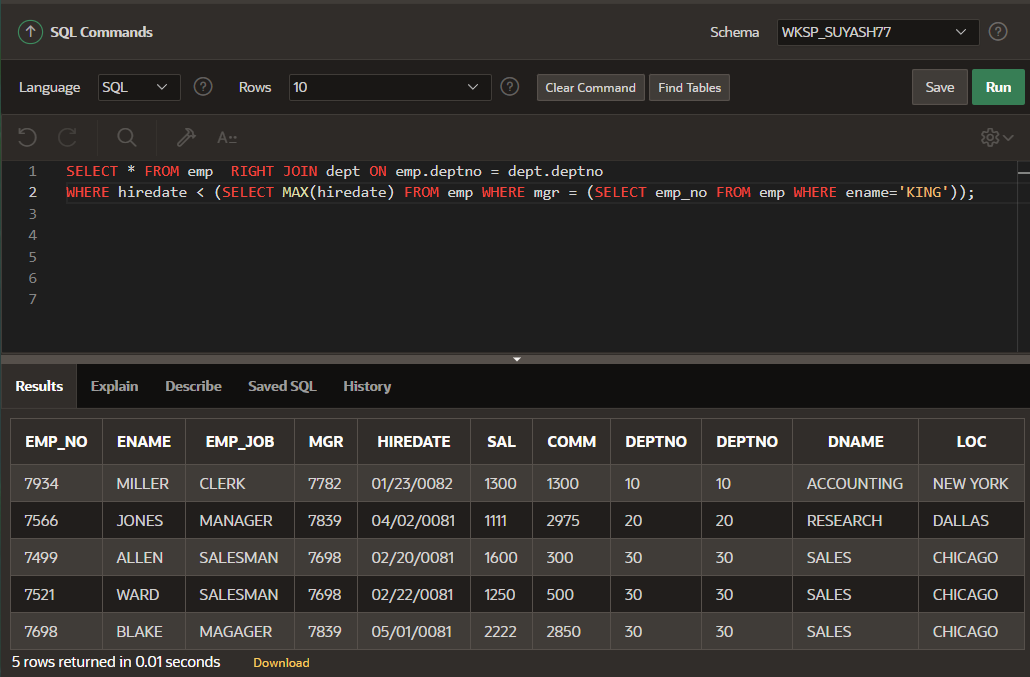 SQL Commands Schema WKSP_SUYASH77 ?
Language SQL ? Rows 10 ? Clear Command Find Tables Save Run
A::
1 SELECT * FROM emp  RIGHT JOIN dept ON emp.deptno = dept.deptno
2 WHERE hiredate < (SELECT MAX(hiredate) FROM emp WHERE mgr = (SELECT emp_no FROM emp WHERE ename='KING'));
3
4
5
6
7
Results Explain Describe Saved SQL History
EMP_NO ENAME EMP_JOB MGR HIREDATE SAL COMM DEPTNO DEPTNO DNAME LOC
7934 MILLER CLERK 7782 01/23/0082 1300 1300 10 10 ACCOUNTING NEW YORK
7566 JONES MANAGER 7839 04/02/0081 1111 2975 20 20 RESEARCH DALLAS
7499 ALLEN SALESMAN 7698 02/20/0081 1600 300 30 30 SALES CHICAGO
7521 WARD SALESMAN 7698 02/22/0081 1250 500 30 30 SALES CHICAGO
7698 BLAKE MAGAGER 7839 05/01/0081 2222 2850 30 30 SALES CHICAGO
5 rows returned in 0.01 seconds Download